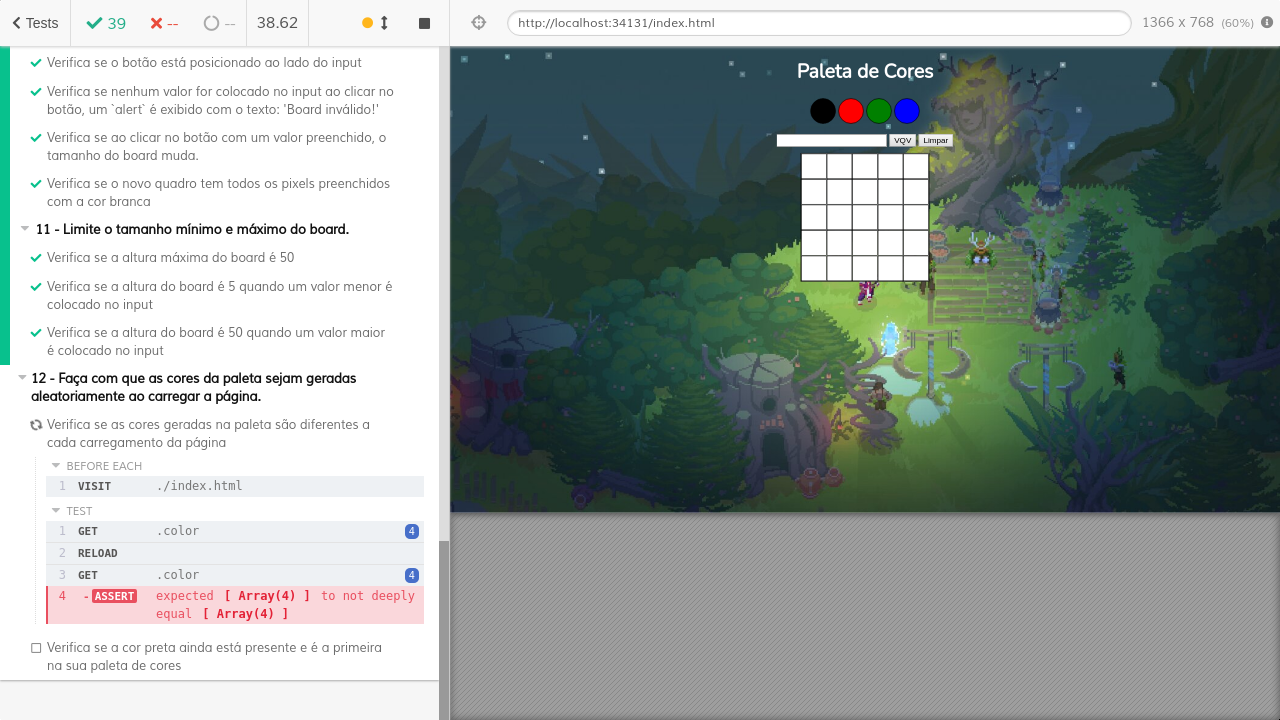 Tests
39
--
--
38.62
http://localhost:34131/index.html
1366 x 768 (60%)
Verifica se o botão está posicionado ao lado do input
Verifica se nenhum valor for colocado no input ao clicar no
botão, um `alert` é exibido com o texto: 'Board inválido!'
Verifica se ao clicar no botão com um valor preenchido, o
tamanho do board muda.
Verifica se o novo quadro tem todos os pixels preenchidos
com a cor branca
11 - Limite o tamanho mínimo e máximo do board.
Verifica se a altura máxima do board é 50
Verifica se a altura do board é 5 quando um valor menor é
colocado no input
Verifica se a altura do board é 50 quando um valor maior
é colocado no input
12 - Faça com que as cores da paleta sejam geradas
aleatoriamente ao carregar a página.
Verifica se as cores geradas na paleta são diferentes a
cada carregamento da página
BEFORE EACH
1 VISIT ./index.html
TEST
1 GET .color 4
2 RELOAD
3 GET .color 4
4 -ASSERT expected [ Array(4) ] to not deeply
equal [ Array(4) ]
Verifica se a cor preta ainda está presente e é a primeira
na sua paleta de cores
Paleta de Cores
VQV Limpar